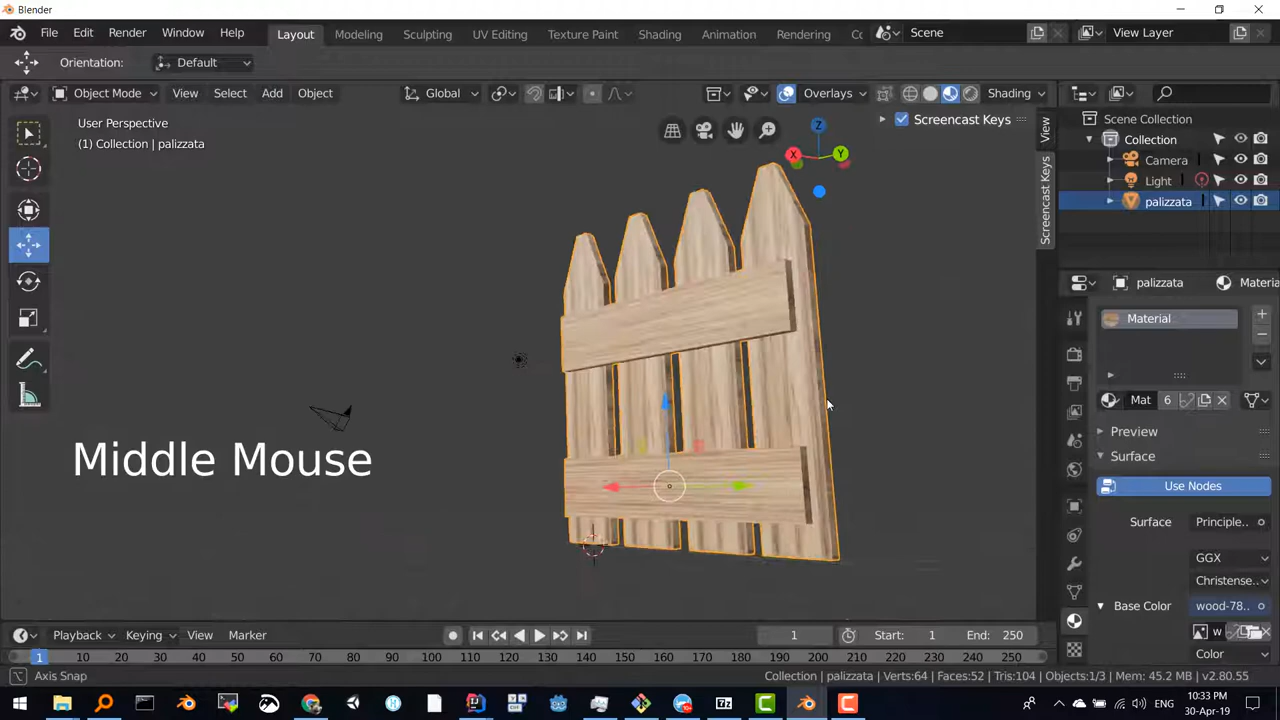 Blender
File Edit Render Window Help Layout Modeling Sculpting UV Editing Texture Paint Shading Animation Rendering Cc Scene View Layer
Orientation: Default
Object Mode View Select Add Object Global Overlays Shading
User Perspective
(1) Collection | palizzata
Screencast Keys
View
Screencast Keys
X
Y
Z
Scene Collection
Collection
Camera
Light
palizzata
palizzata Materia
Material
Mat 6
Preview
Surface
Use Nodes
Surface Principle..
GGX
Christense..
Base Color wood-78..
w
Color
Middle Mouse
Playback Keying View Marker 1 Start: 1 End: 250
1 10 20 30 40 50 60 70 80 90 100 110 120 130 140 150 160 170 180 190 200 210 220 230 240 250
Axis Snap Collection | palizzata | Verts:64 | Faces:52 | Tris:104 | Objects:1/3 | Mem: 45.2 MB | v2.80.55
7z
ENG
10:33 PM
30-Apr-19